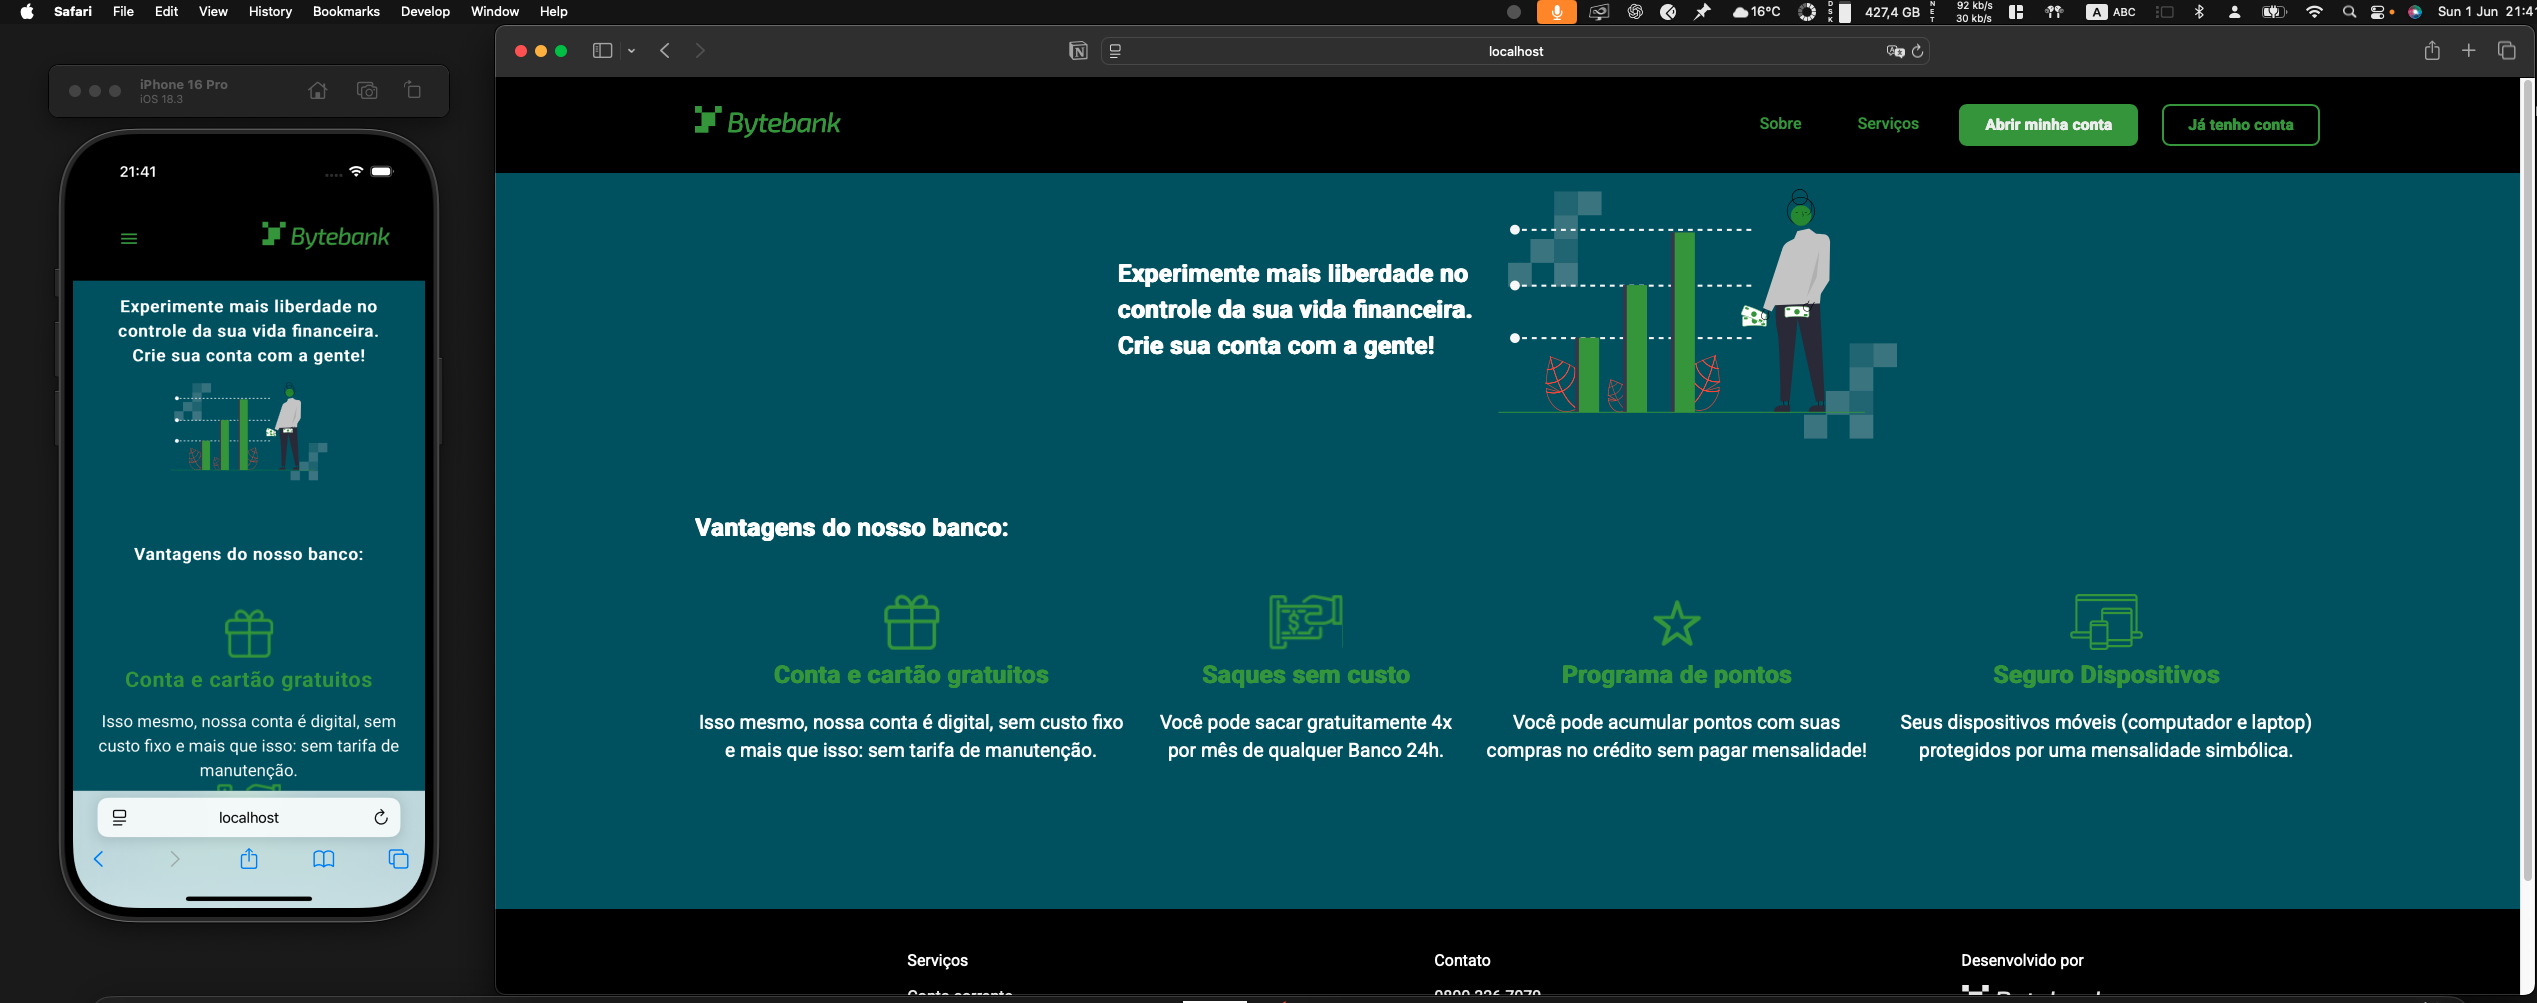 Safari File Edit View History Bookmarks Develop Window Help
16°C
DSK
427,4 GB
NET
92 kb/s
30 kb/s
A ABC
Sun 1 Jun 21:41
iPhone 16 Pro
iOS 18.3
21:41
Bytebank
Experimente mais liberdade no
controle da sua vida financeira.
Crie sua conta com a gente!
Vantagens do nosso banco:
Conta e cartão gratuitos
Isso mesmo, nossa conta é digital, sem
custo fixo e mais que isso: sem tarifa de
manutenção.
localhost
localhost
Bytebank
Sobre
Serviços
Abrir minha conta
Já tenho conta
Experimente mais liberdade no
controle da sua vida financeira.
Crie sua conta com a gente!
Vantagens do nosso banco:
Conta e cartão gratuitos
Isso mesmo, nossa conta é digital, sem custo fixo
e mais que isso: sem tarifa de manutenção.
Saques sem custo
Você pode sacar gratuitamente 4x
por mês de qualquer Banco 24h.
Programa de pontos
Você pode acumular pontos com suas
compras no crédito sem pagar mensalidade!
Seguro Dispositivos
Seus dispositivos móveis (computador e laptop)
protegidos por uma mensalidade simbólica.
Serviços
Conta corrente
Contato
Desenvolvido por
Bytebank